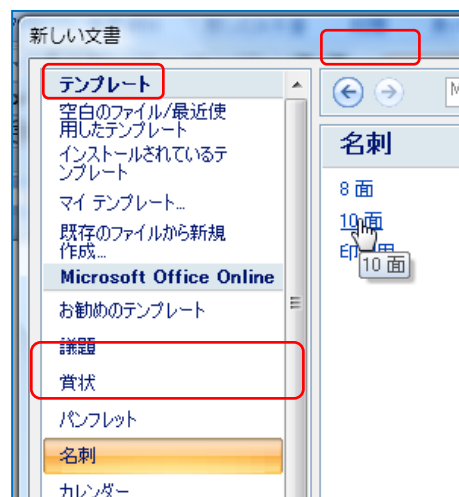 新しい文書
テンプレート
空白のファイル/最近使
用したテンプレート
インストールされているテ
ンプレート
マイ テンプレート...
既存のファイルから新規
作成...
Microsoft Office Online
お勧めのテンプレート
議題
賞状
パンフレット
名刺
カレンダー
名刺
8 面
10 面
10 面